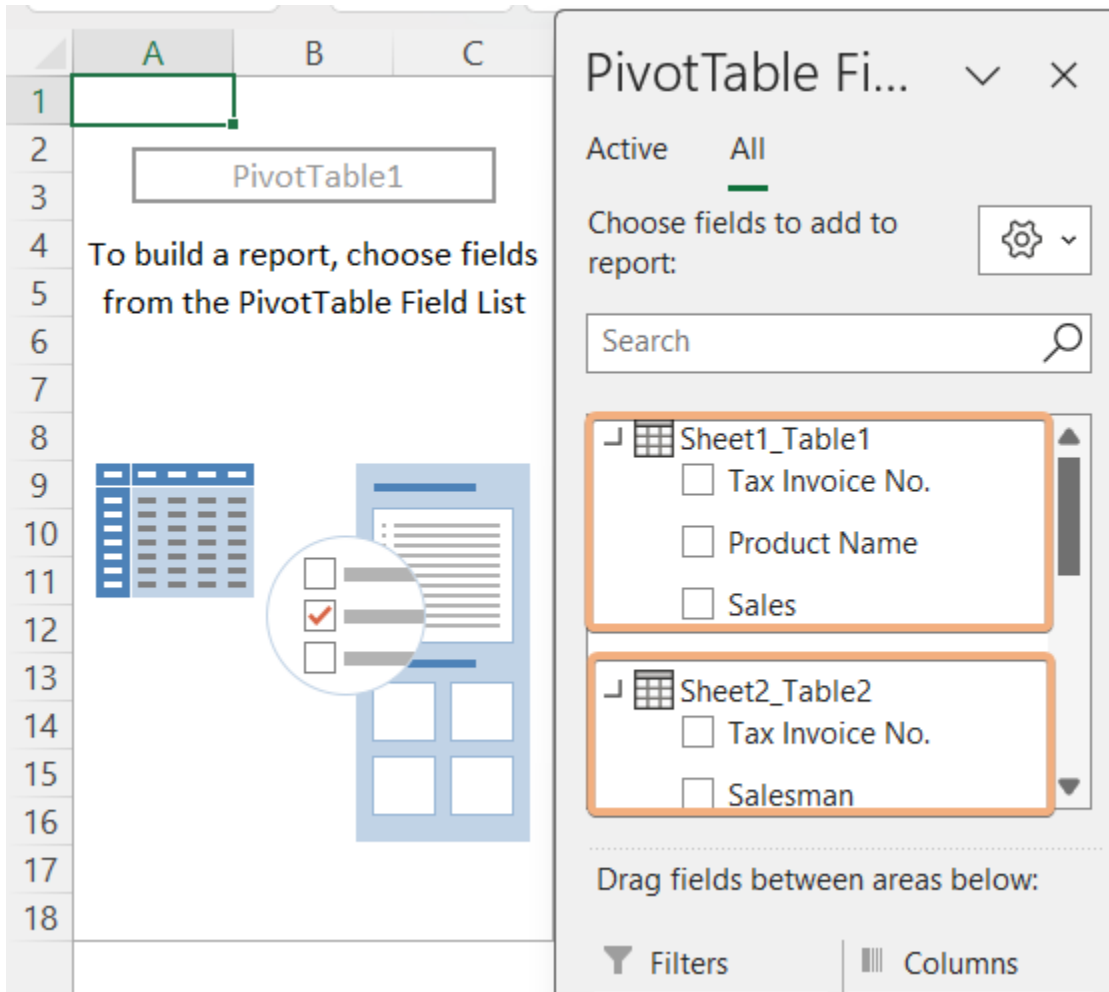 A B C
1
2
3
4
5
6
7
8
9
10
11
12
13
14
15
16
17
18
PivotTable1
To build a report, choose fields
from the PivotTable Field List
PivotTable Fi...
Active All
Choose fields to add to
report:
Search
Sheet1_Table1
Tax Invoice No.
Product Name
Sales
Sheet2_Table2
Tax Invoice No.
Salesman
Drag fields between areas below:
Filters Columns